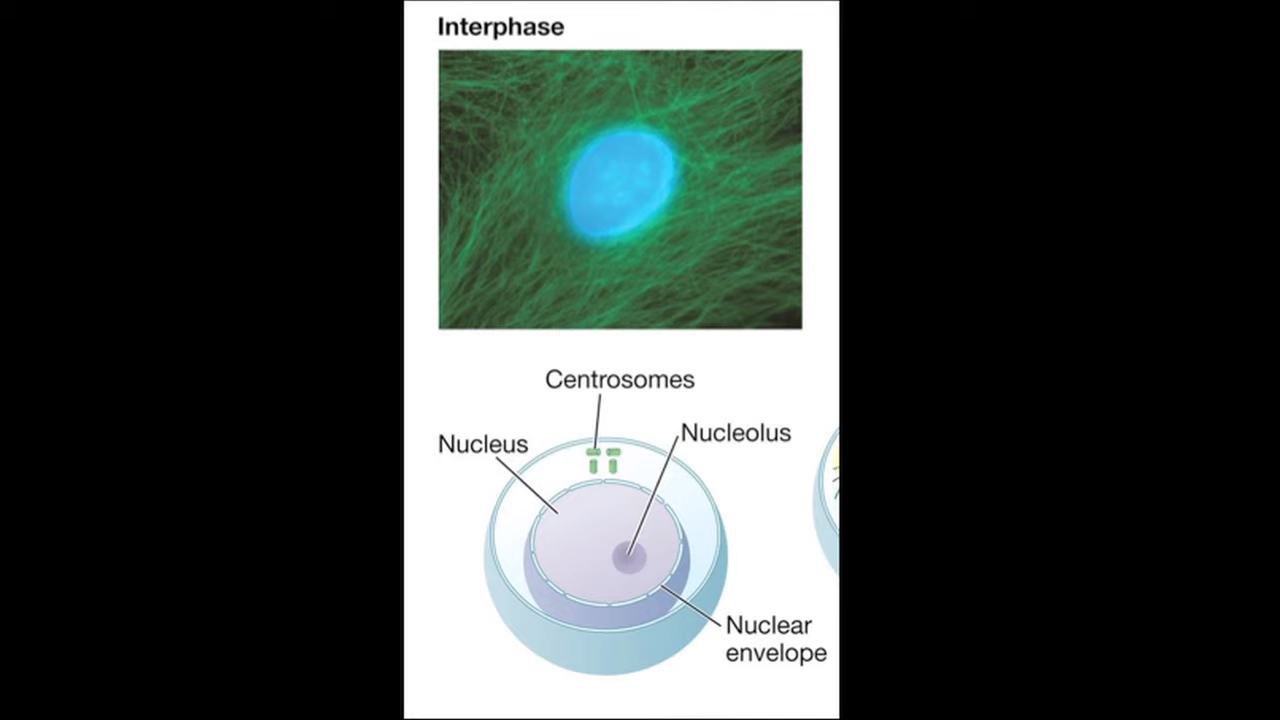 Interphase
Centrosomes
Nucleolus
Nucleus
Nuclear
envelope